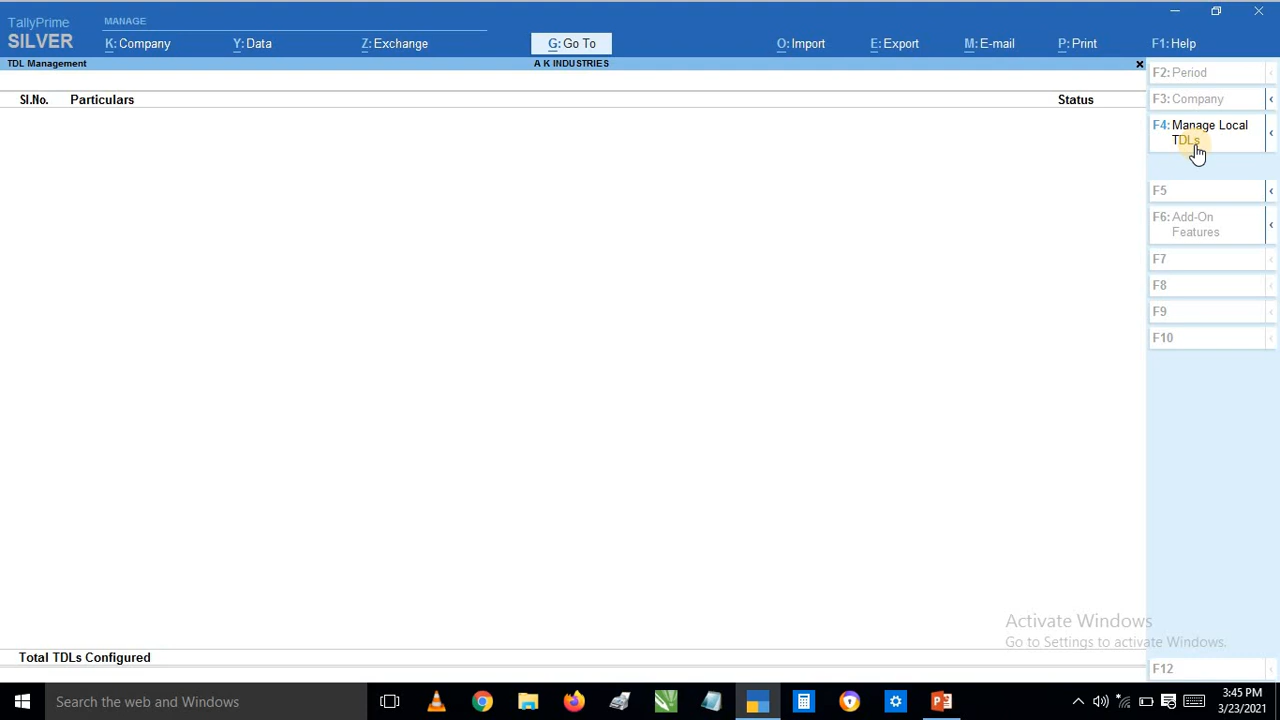 TallyPrime
SILVER
MANAGE
K: Company
Y: Data
Z: Exchange
G: Go To
O: Import
E: Export
M: E-mail
P: Print
F1: Help
TDL Management
A K INDUSTRIES
Sl.No.
Particulars
Status
F2: Period
F3: Company
F4: Manage Local
TDLs
F5
F6: Add-On
Features
F7
F8
F9
F10
Activate Windows
Go to Settings to activate Windows.
Total TDLs Configured
F12
Search the web and Windows
3:45 PM
3/23/2021